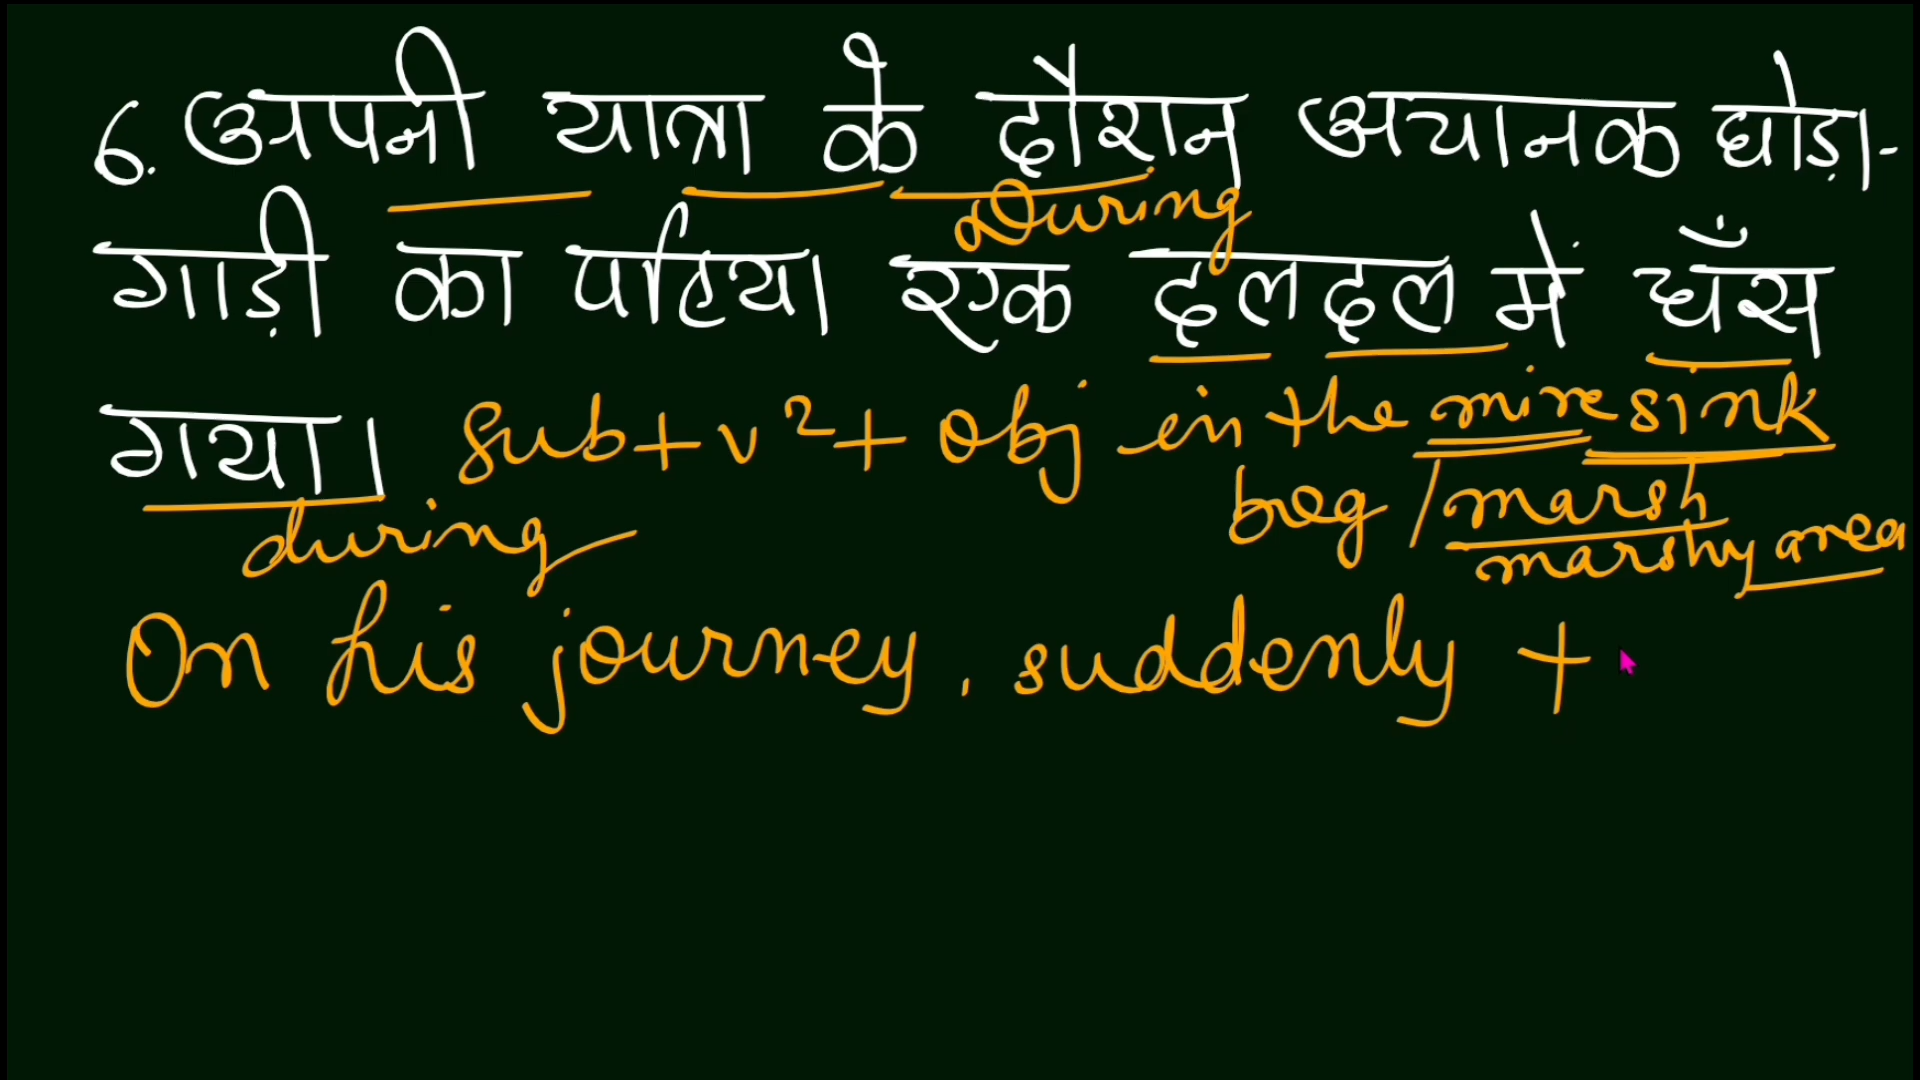 6. अपनी यात्रा के दौरान अचानक घोड़ा-
During
गाड़ी का पहिया एक दलदल में धँस
गया। sub + v² + obj in the mire sink
during bog / marsh
marshy area
On his journey, suddenly +